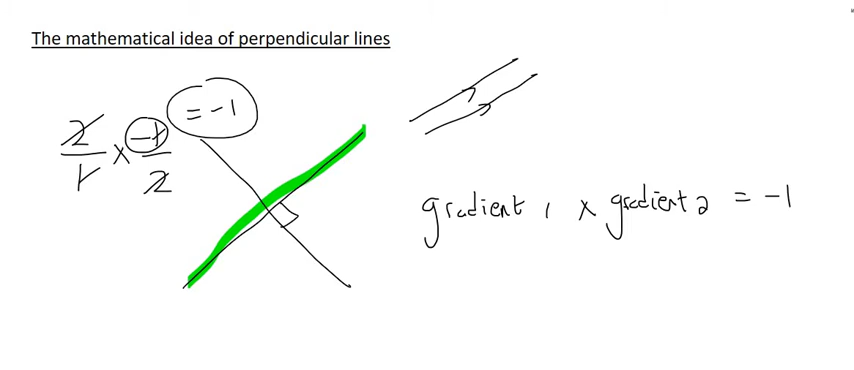 The mathematical idea of perpendicular lines
2/1 × -1/2 = -1
gradient 1 × gradient 2 = -1